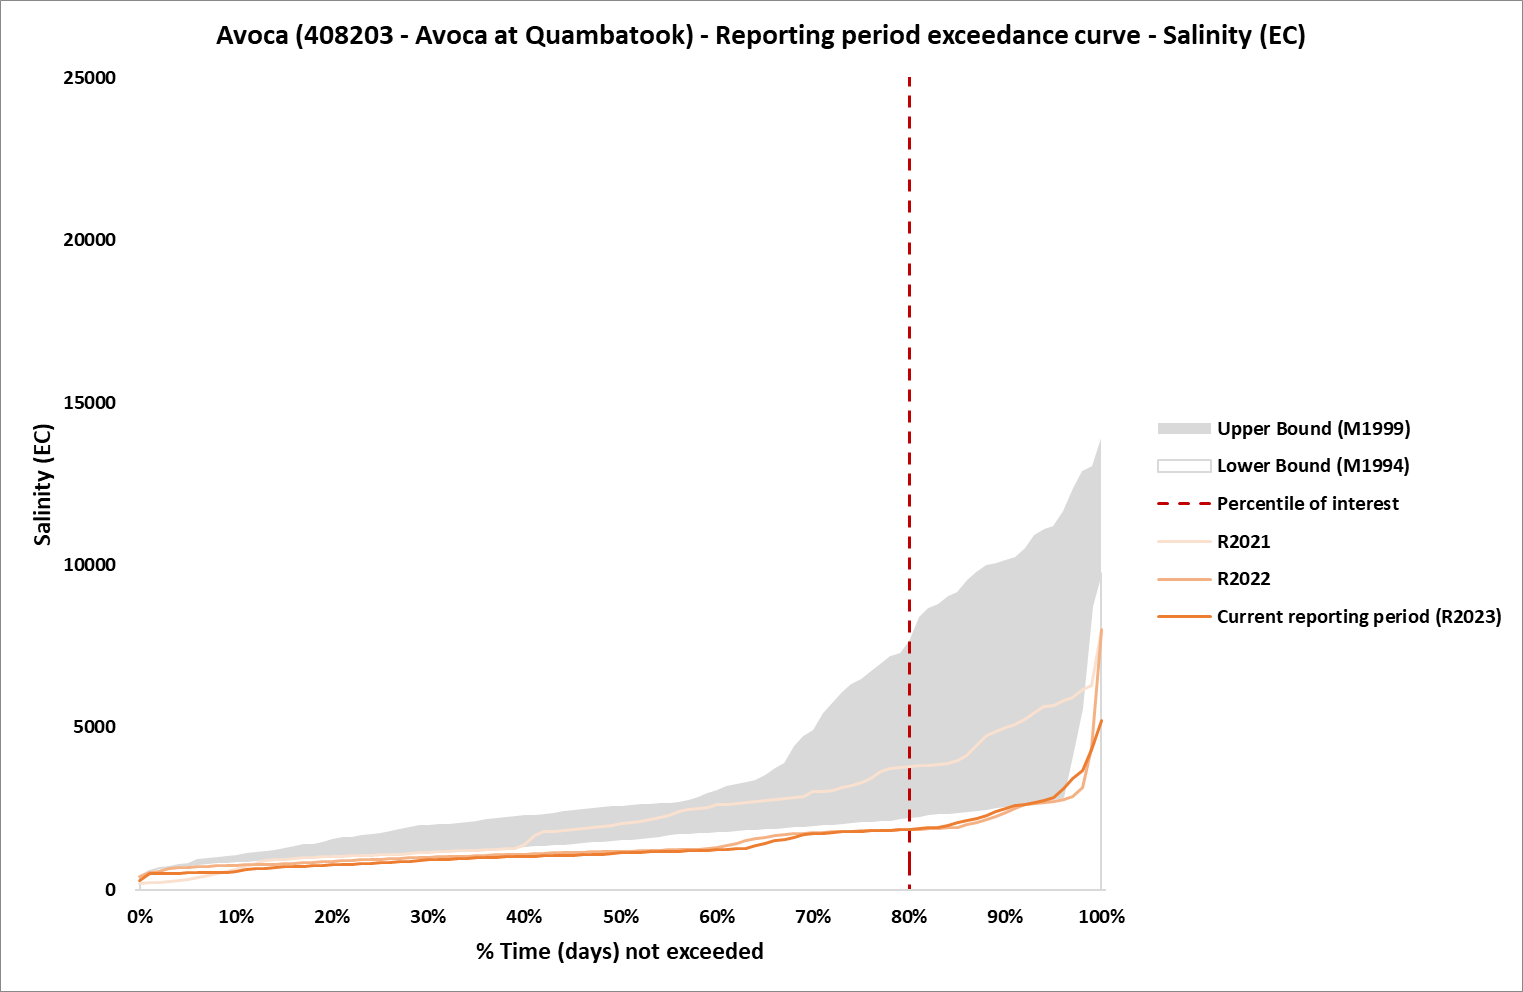 Avoca (408203 - Avoca at Quambatook) - Reporting period exceedance curve - Salinity (EC)
25000
20000
15000
10000
5000
0
Salinity (EC)
0% 10% 20% 30% 40% 50% 60% 70% 80% 90% 100%
% Time (days) not exceeded
Upper Bound (M1999)
Lower Bound (M1994)
Percentile of interest
R2021
R2022
Current reporting period (R2023)